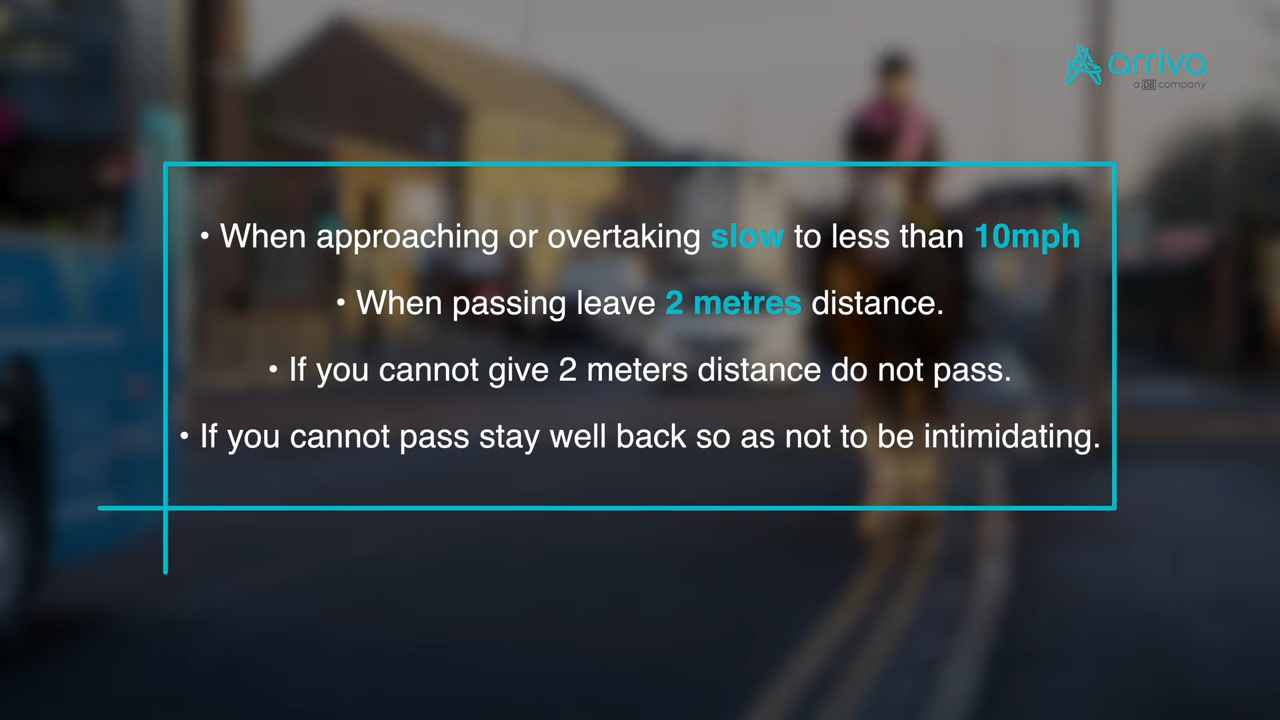 arriva
a DB company
• When approaching or overtaking slow to less than 10mph
• When passing leave 2 metres distance.
• If you cannot give 2 meters distance do not pass.
• If you cannot pass stay well back so as not to be intimidating.